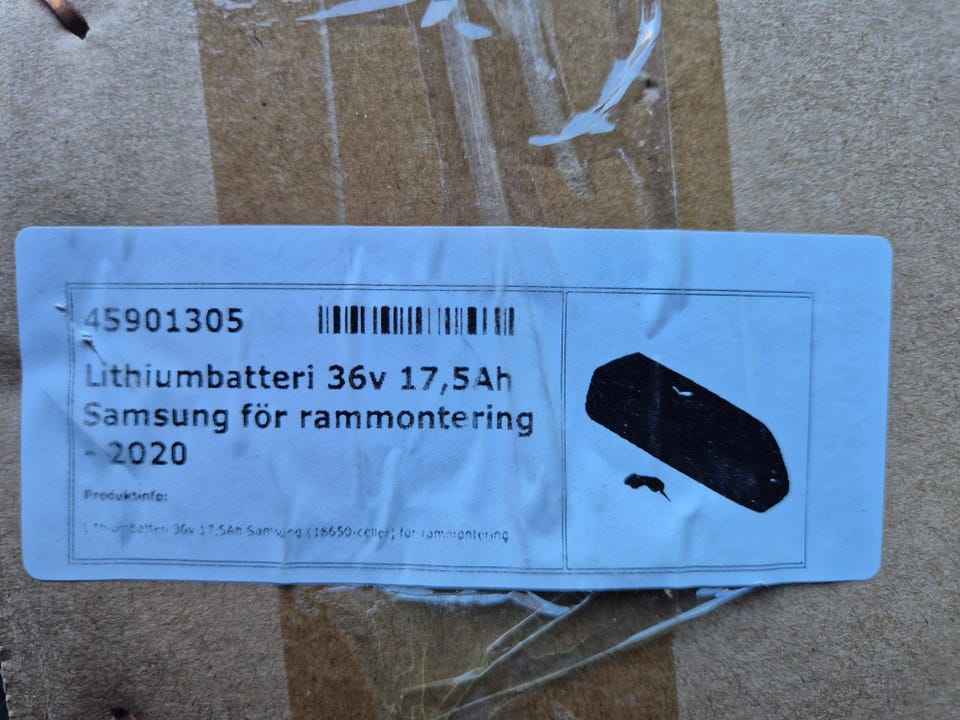 45901305
Lithiumbatteri 36v 17,5Ah
Samsung för rammontering
- 2020
Produktinfo:
Lithiumbatteri 36v 17,5Ah Samsung (18650-celler) för rammontering